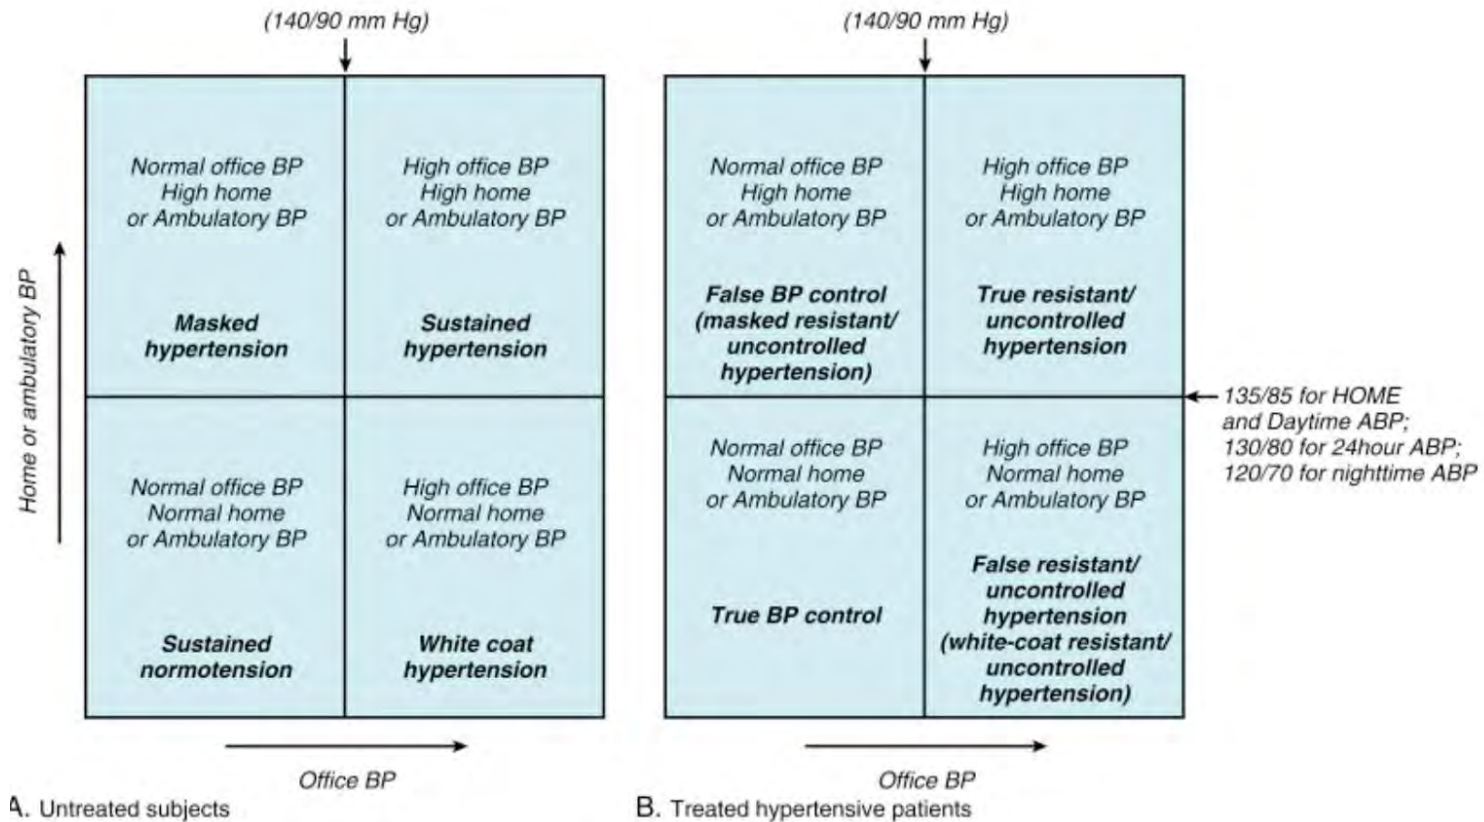 (140/90 mm Hg)
Normal office BP
High home
or Ambulatory BP
Masked
hypertension
High office BP
High home
or Ambulatory BP
Sustained
hypertension
Normal office BP
Normal home
or Ambulatory BP
Sustained
normotension
High office BP
Normal home
or Ambulatory BP
White coat
hypertension
Home or ambulatory BP
Office BP
A. Untreated subjects
(140/90 mm Hg)
Normal office BP
High home
or Ambulatory BP
False BP control
(masked resistant/
uncontrolled
hypertension)
High office BP
High home
or Ambulatory BP
True resistant/
uncontrolled
hypertension
Normal office BP
Normal home
or Ambulatory BP
True BP control
High office BP
Normal home
or Ambulatory BP
False resistant/
uncontrolled
hypertension
(white-coat resistant/
uncontrolled
hypertension)
135/85 for HOME
and Daytime ABP;
130/80 for 24hour ABP;
120/70 for nighttime ABP
Office BP
B. Treated hypertensive patients